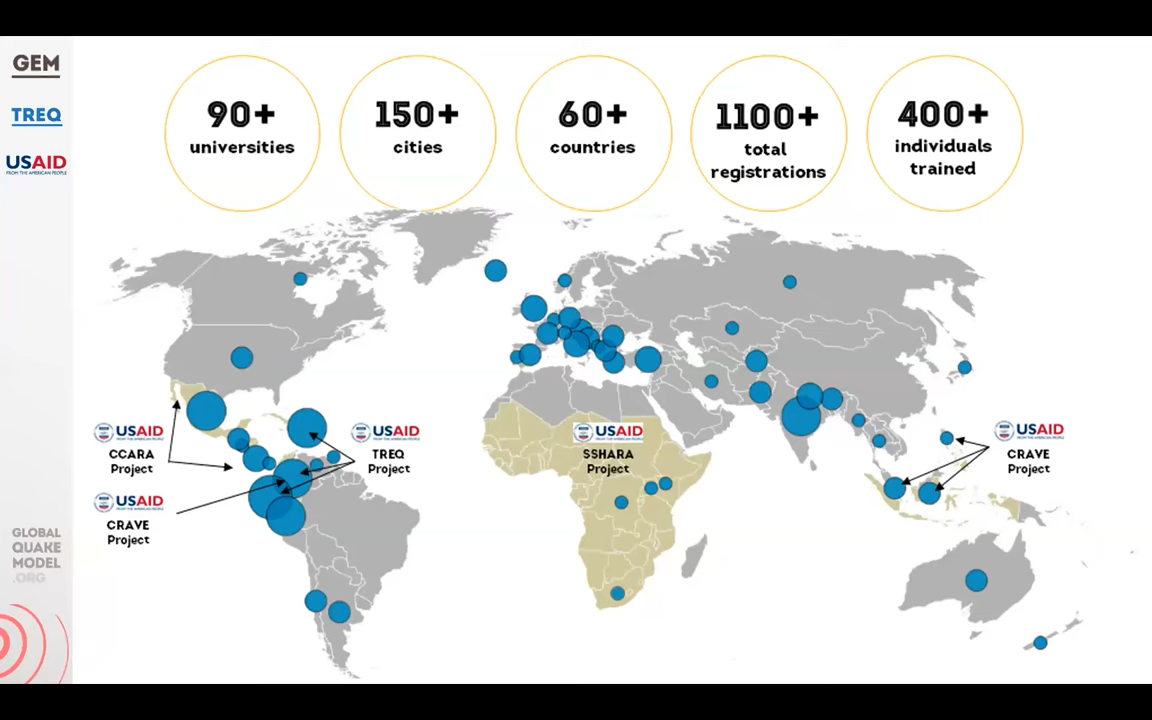 GEM
TREQ
USAID
FROM THE AMERICAN PEOPLE
90+
universities
150+
cities
60+
countries
1100+
total
registrations
400+
individuals
trained
USAID
CCARA
Project
USAID
CRAVE
Project
USAID
TREQ
Project
USAID
SSHARA
Project
USAID
CRAVE
Project
GLOBAL
QUAKE
MODEL
.ORG